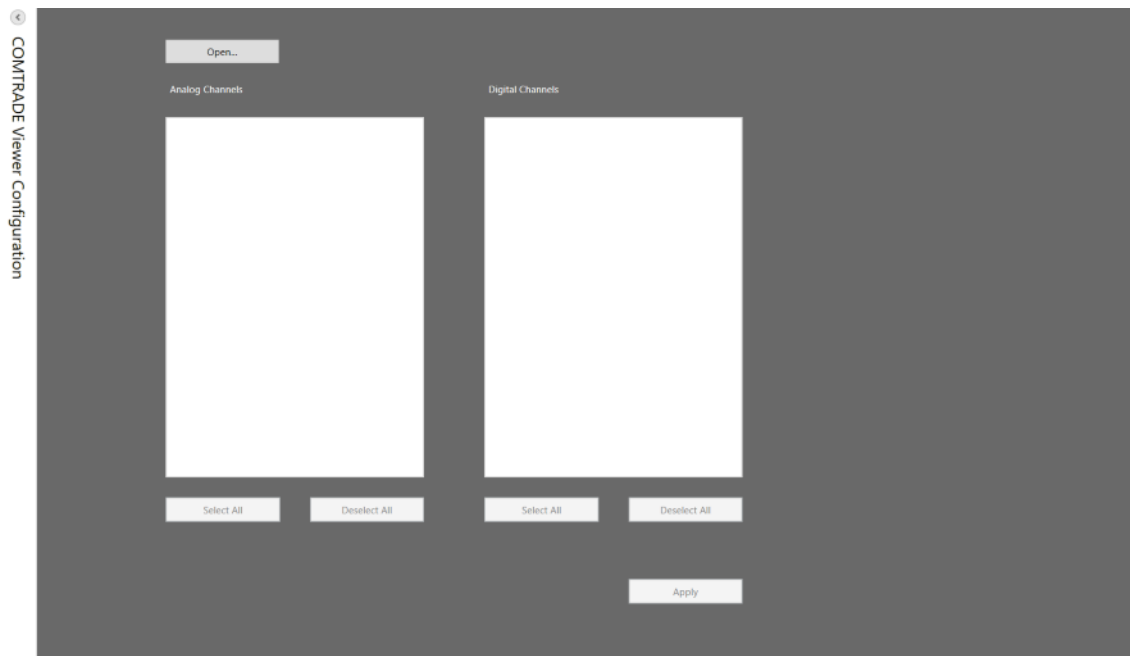 COMTRADE Viewer Configuration
Open...
Analog Channels
Digital Channels
Select All
Deselect All
Select All
Deselect All
Apply